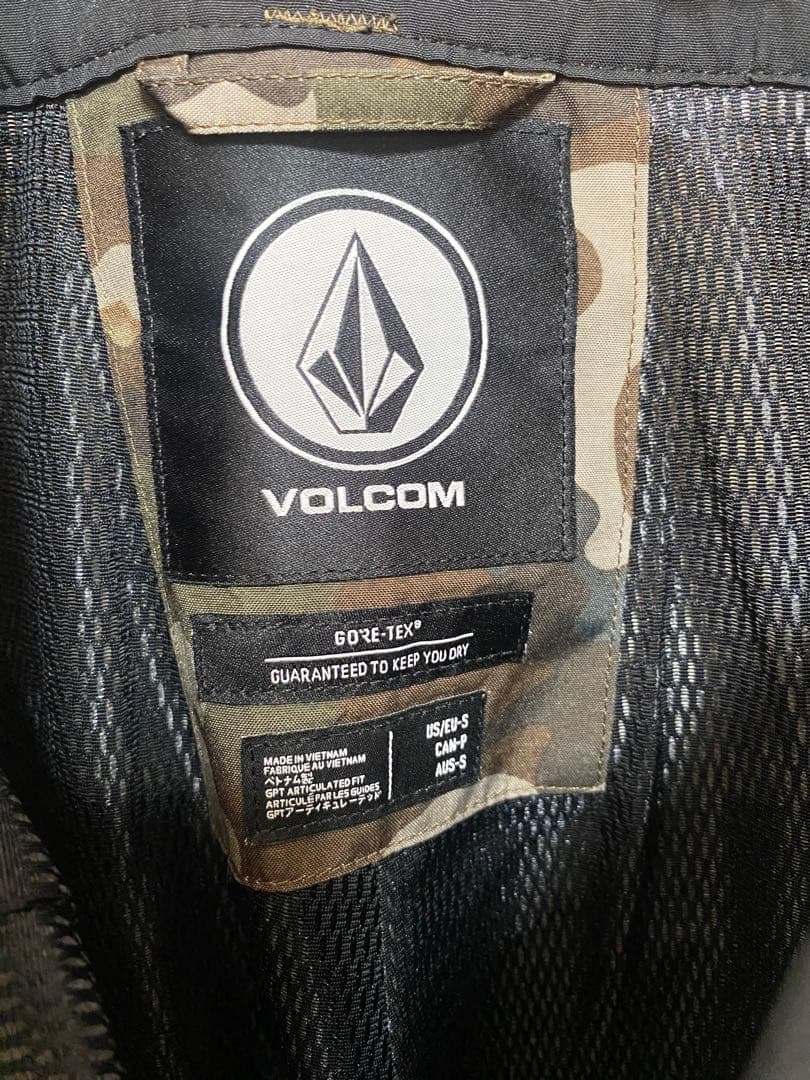 VOLCOM
GORE-TEX®
GUARANTEED TO KEEP YOU DRY
MADE IN VIETNAM
FABRIQUE AU VIETNAM
ベトナム製
GPT ARTICULATED FIT
ARTICULÉ PAR LES GUIDES
GPTアーティキュレーテッド
US/EU-S
CAN-P
AUS-S